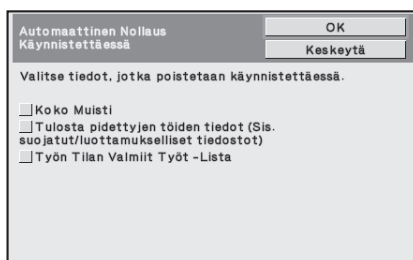 Automaattinen Nollaus
Käynnistettäessä
OK
Keskeytä
Valitse tiedot, jotka poistetaan käynnistettäessä.
Koko Muisti
Tulosta pidettyjen töiden tiedot (Sis.
suojatut/luottamukselliset tiedostot)
Työn Tilan Valmiit Työt -Lista